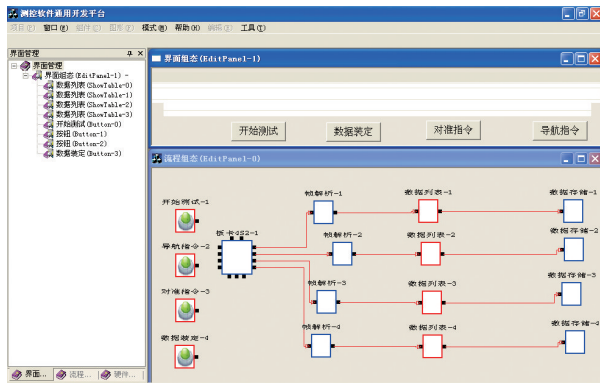 测控软件通用开发平台
项目(P) 窗口(W) 组件(C) 图形(T) 模式(M) 帮助(H) 编辑(E) 工具(T)
界面管理
界面管理
界面组态(EditPanel-1) -
数据列表(ShowTable-0)
数据列表(ShowTable-1)
数据列表(ShowTable-2)
数据列表(ShowTable-3)
开始测试(Button-0)
按钮(Button-1)
按钮(Button-2)
数据装定(Button-3)
界面... 流程... 硬件...
界面组态(EditPanel-1)
开始测试 数据装定 对准指令 导航指令
流程组态(EditPanel-0)
开始测试-1 帧解析-1 数据列表-1 数据存储-1
导航指令-2 板卡452-1 帧解析-2 数据列表-2 数据存储-2
对准指令-3 帧解析-3 数据列表-3 数据存储-3
数据装定-4 帧解析-4 数据列表-4 数据存储-4